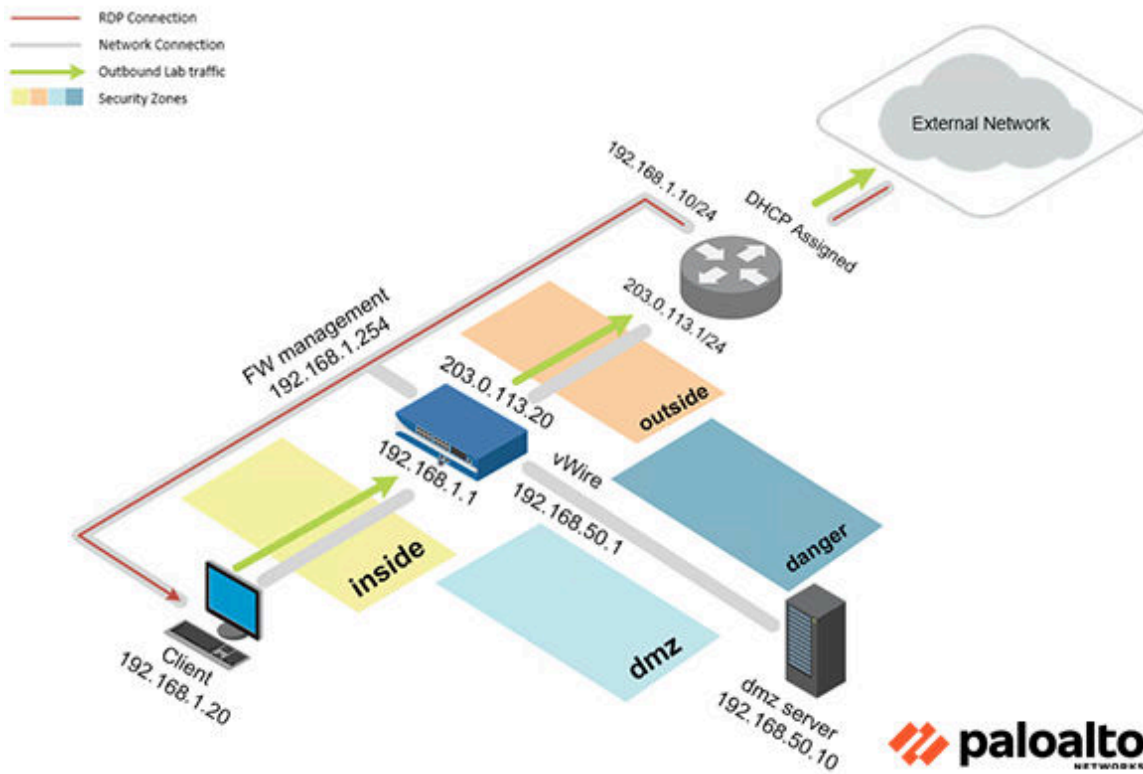 RDP Connection
Network Connection
Outbound Lab traffic
Security Zones
External Network
192.168.1.10/24
DHCP Assigned
203.0.113.1/24
FW management
192.168.1.254
203.0.113.20
outside
192.168.1.1
vWire
192.168.50.1
danger
inside
dmz
Client
192.168.1.20
dmz server
192.168.50.10
paloalto
NETWORKS